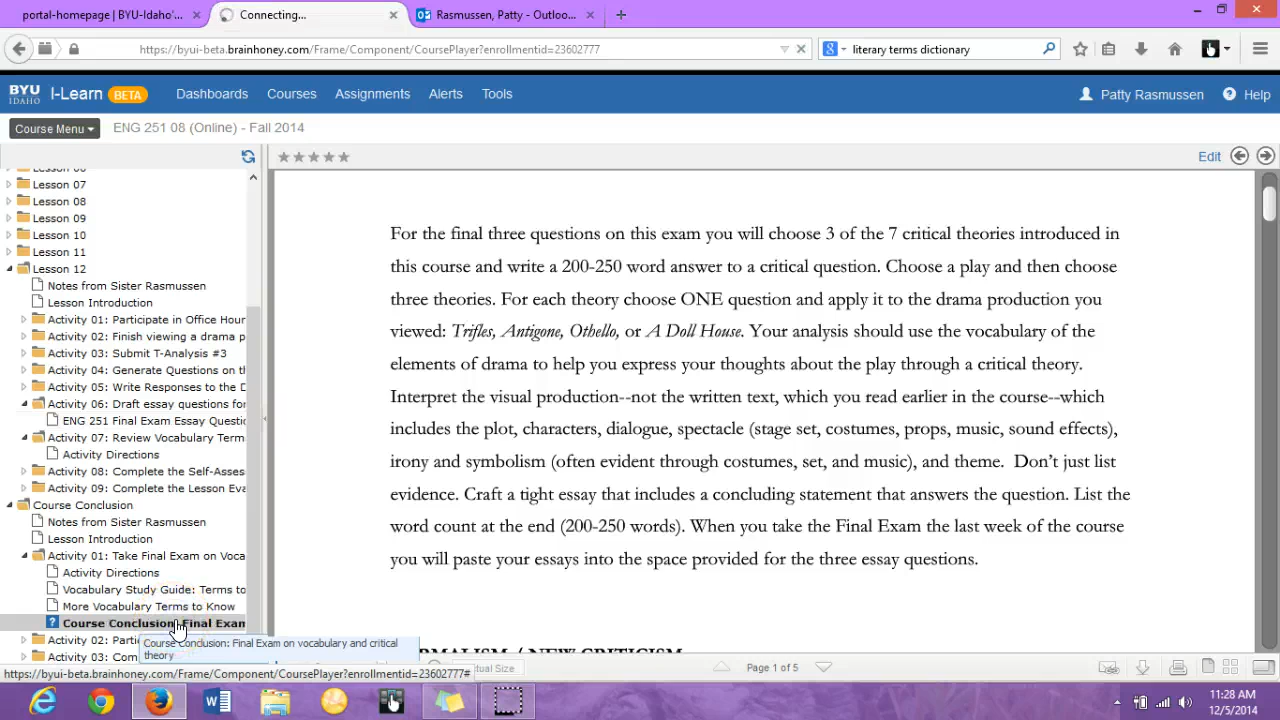 portal-homepage | BYU-Idaho'...
Connecting...
Rasmussen, Patty - Outloo...
https://byui-beta.brainhoney.com/Frame/Component/CoursePlayer?enrollmentid=23602777
literary terms dictionary
BYU IDAHO I-Learn BETA Dashboards Courses Assignments Alerts Tools Patty Rasmussen Help
Course Menu ENG 251 08 (Online) - Fall 2014
Edit
Lesson 06
Lesson 07
Lesson 08
Lesson 09
Lesson 10
Lesson 11
Lesson 12
Notes from Sister Rasmussen
Lesson Introduction
Activity 01: Participate in Office Hour
Activity 02: Finish viewing a drama p
Activity 03: Submit T-Analysis #3
Activity 04: Generate Questions on th
Activity 05: Write Responses to the D
Activity 06: Draft essay questions for
ENG 251 Final Exam Essay Questic
Activity 07: Review Vocabulary Term
Activity Directions
Activity 08: Complete the Self-Asses
Activity 09: Complete the Lesson Eva
Course Conclusion
Notes from Sister Rasmussen
Lesson Introduction
Activity 01: Take Final Exam on Voca
Activity Directions
Vocabulary Study Guide: Terms to
More Vocabulary Terms to Know
Course Conclusion: Final Exam
Activity 02: Parti
Activity 03: Com
Course Conclusion: Final Exam on vocabulary and critical
theory
https://byui-beta.brainhoney.com/Frame/Component/CoursePlayer?enrollmentid=23602777#
For the final three questions on this exam you will choose 3 of the 7 critical theories introduced in
this course and write a 200-250 word answer to a critical question. Choose a play and then choose
three theories. For each theory choose ONE question and apply it to the drama production you
viewed: Trifles, Antigone, Othello, or A Doll House. Your analysis should use the vocabulary of the
elements of drama to help you express your thoughts about the play through a critical theory.
Interpret the visual production--not the written text, which you read earlier in the course--which
includes the plot, characters, dialogue, spectacle (stage set, costumes, props, music, sound effects),
irony and symbolism (often evident through costumes, set, and music), and theme. Don't just list
evidence. Craft a tight essay that includes a concluding statement that answers the question. List the
word count at the end (200-250 words). When you take the Final Exam the last week of the course
you will paste your essays into the space provided for the three essay questions.
/ NEW CRITICISM
Size
Page 1 of 5
11:28 AM
12/5/2014